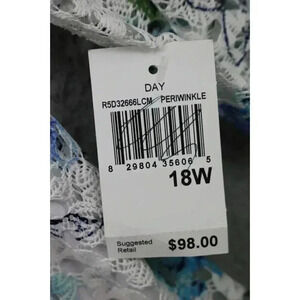 DAY
R5D32666LCM PERIWINKLE
8 29804 35606 5
18W
Suggested Retail $98.00